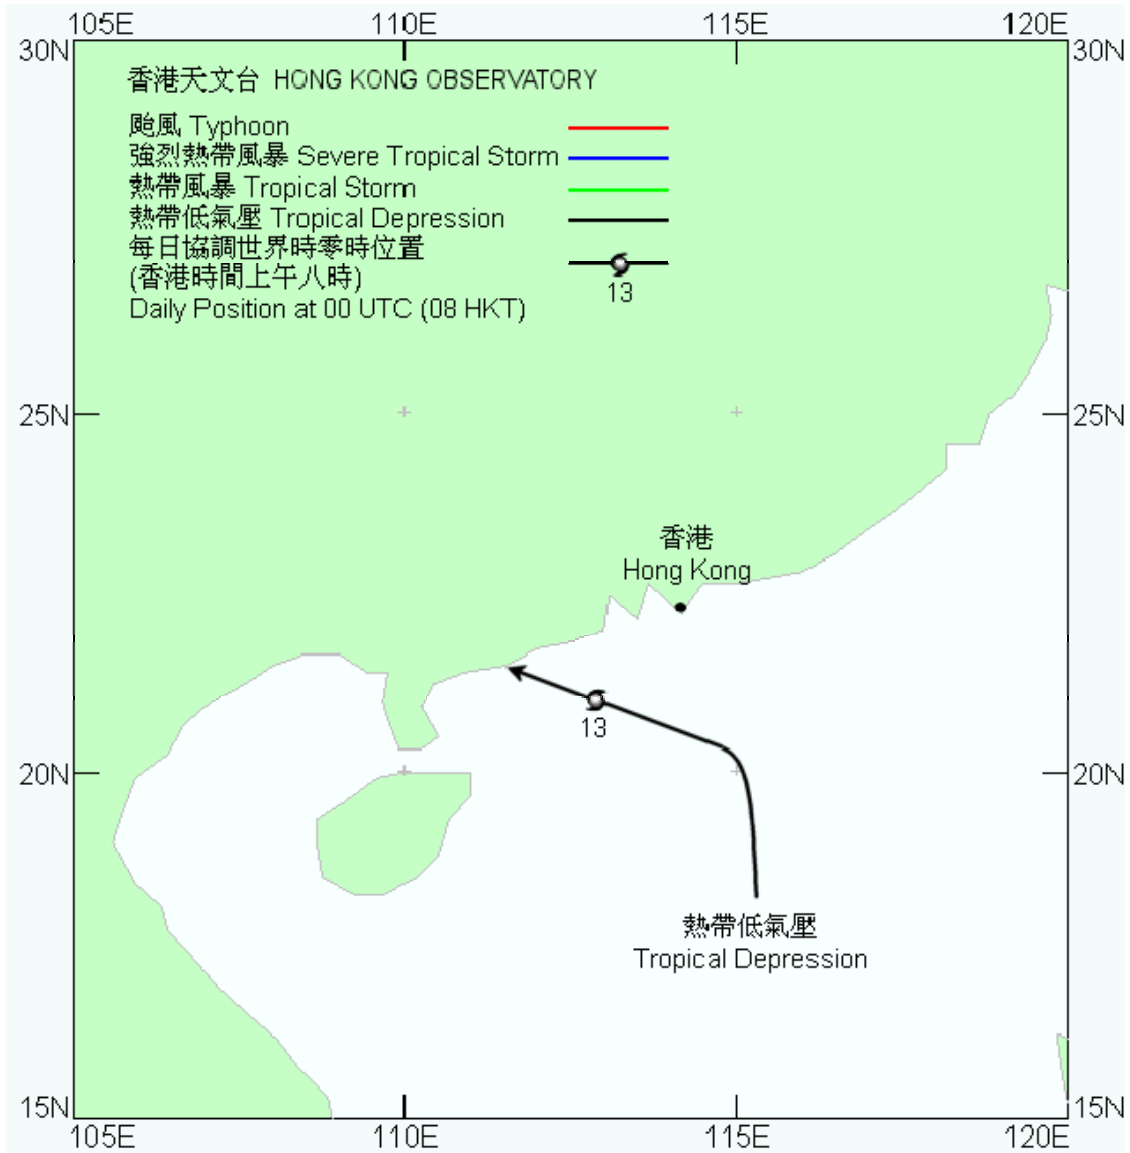 105E 110E 115E 120E
30N 30N
香港天文台 HONG KONG OBSERVATORY
颱風 Typhoon
強烈熱帶風暴 Severe Tropical Storm
熱帶風暴 Tropical Storm
熱帶低氣壓 Tropical Depression
每日協調世界時零時位置
(香港時間上午八時)
13
Daily Position at 00 UTC (08 HKT)
25N 25N
香港
Hong Kong
13
20N 20N
熱帶低氣壓
Tropical Depression
15N 15N
105E 110E 115E 120E